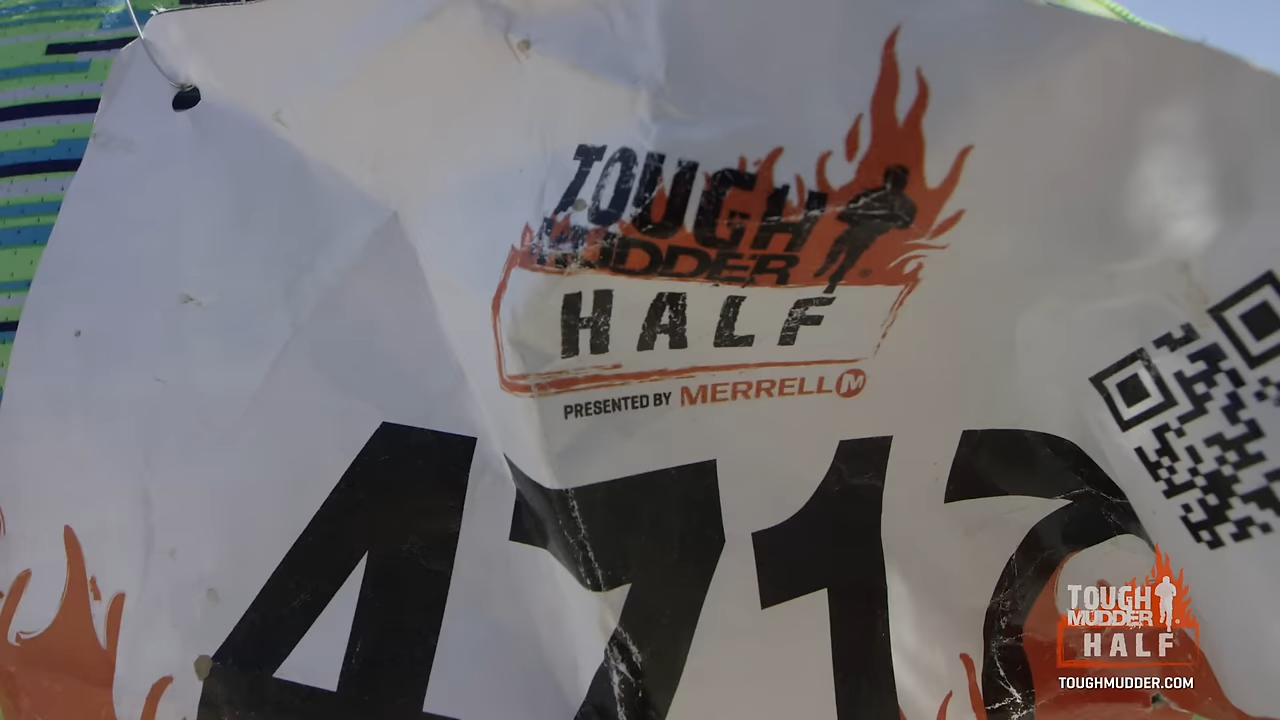 TOUGH
MUDDER
HALF
PRESENTED BY MERRELL
471
TOUGH
MUDDER
HALF
TOUGHMUDDER.COM